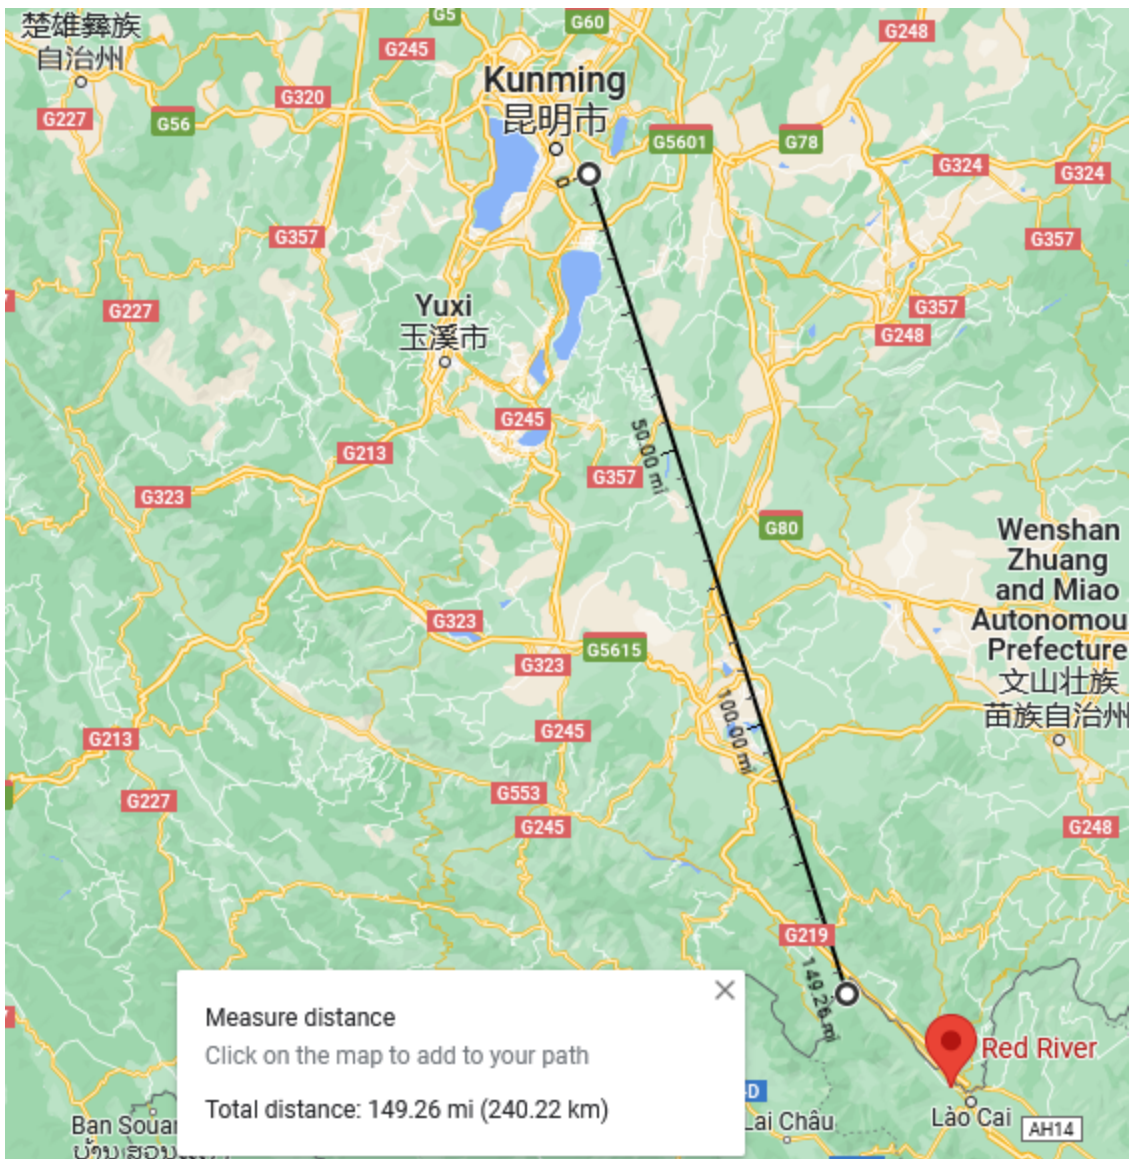 楚雄彝族
自治州
G5
G60
G245
G248
Kunming
昆明市
G320
G227
G56
G5601
G78
G324
G324
0
G357
G357
G227
Yuxi
玉溪市
G357
G248
G245
50.00 mi
G213
G357
G323
G80
Wenshan
Zhuang
and Miao
Autonomou
Prefecture
文山壮族
苗族自治州
G323
G5615
G323
100.00 mi
G213
G245
G553
G227
G245
G248
G219
149.26 mi
Measure distance
Click on the map to add to your path
Total distance: 149.26 mi (240.22 km)
Red River
Lào Cai
AH14
D
Lai Châu
Ban Soua